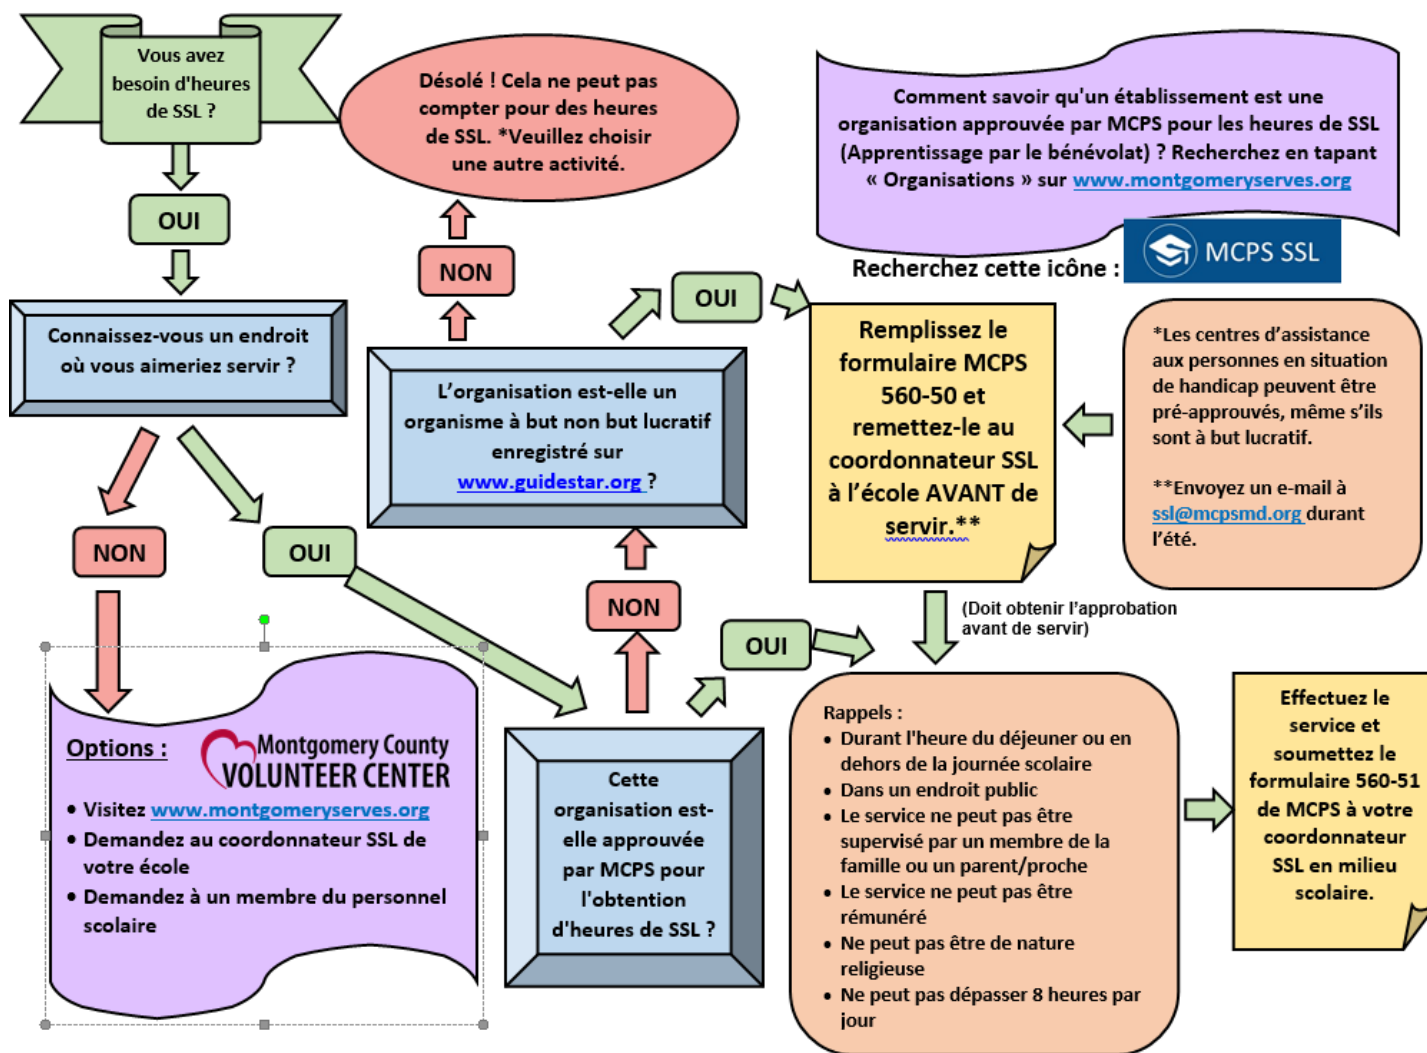 Vous avez
besoin d'heures
de SSL ?
OUI
Connaissez-vous un endroit
où vous aimeriez servir ?
NON
OUI
Options :
Montgomery County
VOLUNTEER CENTER
• Visitez www.montgomeryserves.org
• Demandez au coordonnateur SSL de
votre école
• Demandez à un membre du personnel
scolaire
Désolé ! Cela ne peut pas
compter pour des heures
de SSL. *Veuillez choisir
une autre activité.
NON
L’organisation est-elle un
organisme à but non but lucratif
enregistré sur
www.guidestar.org ?
OUI
NON
Cette
organisation est-
elle approuvée
par MCPS pour
l'obtention
d'heures de SSL ?
OUI
Comment savoir qu'un établissement est une
organisation approuvée par MCPS pour les heures de SSL
(Apprentissage par le bénévolat) ? Recherchez en tapant
« Organisations » sur www.montgomeryserves.org
Recherchez cette icône :
MCPS SSL
Remplissez le
formulaire MCPS
560-50 et
remettez-le au
coordonnateur SSL
à l’école AVANT de
servir.**
*Les centres d’assistance
aux personnes en situation
de handicap peuvent être
pré-approuvés, même s’ils
sont à but lucratif.
**Envoyez un e-mail à
ssl@mcpsmd.org durant
l’été.
(Doit obtenir l’approbation
avant de servir)
Rappels :
• Durant l'heure du déjeuner ou en
dehors de la journée scolaire
• Dans un endroit public
• Le service ne peut pas être
supervisé par un membre de la
famille ou un parent/proche
• Le service ne peut pas être
rémunéré
• Ne peut pas être de nature
religieuse
• Ne peut pas dépasser 8 heures par
jour
Effectuez le
service et
soumettez le
formulaire 560-51
de MCPS à votre
coordonnateur
SSL en milieu
scolaire.